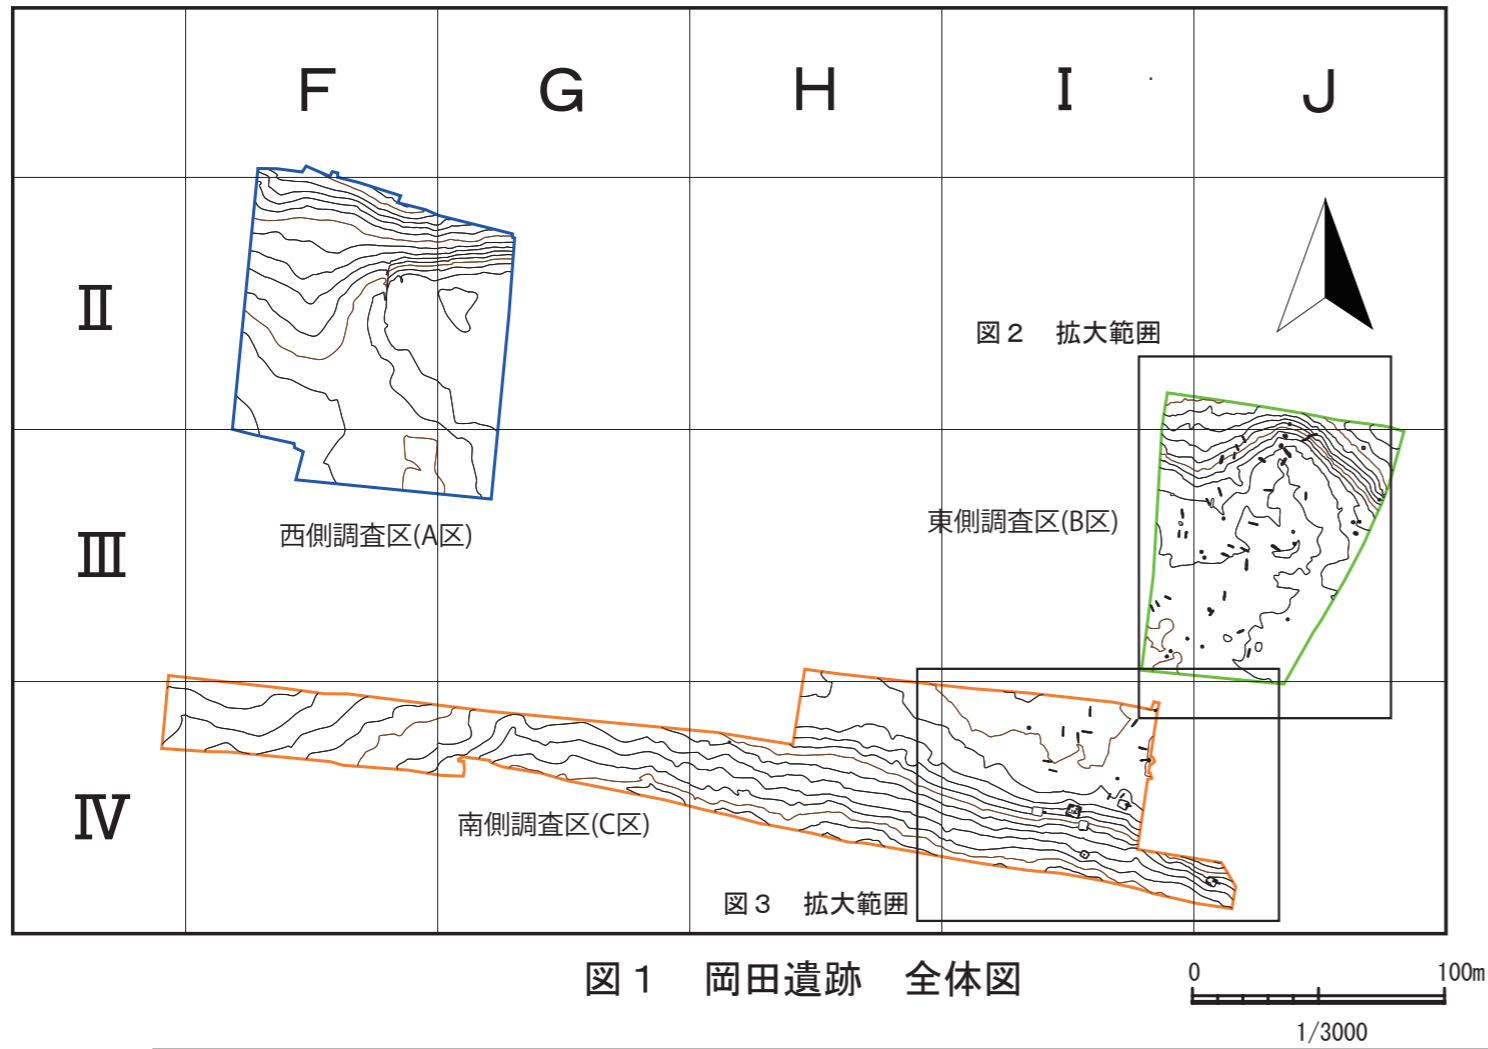 F G H I J
Ⅱ
図２　拡大範囲
西側調査区(A区)
東側調査区(B区)
Ⅲ
南側調査区(C区)
Ⅳ
図３　拡大範囲
図１　岡田遺跡　全体図
0 100m
1/3000